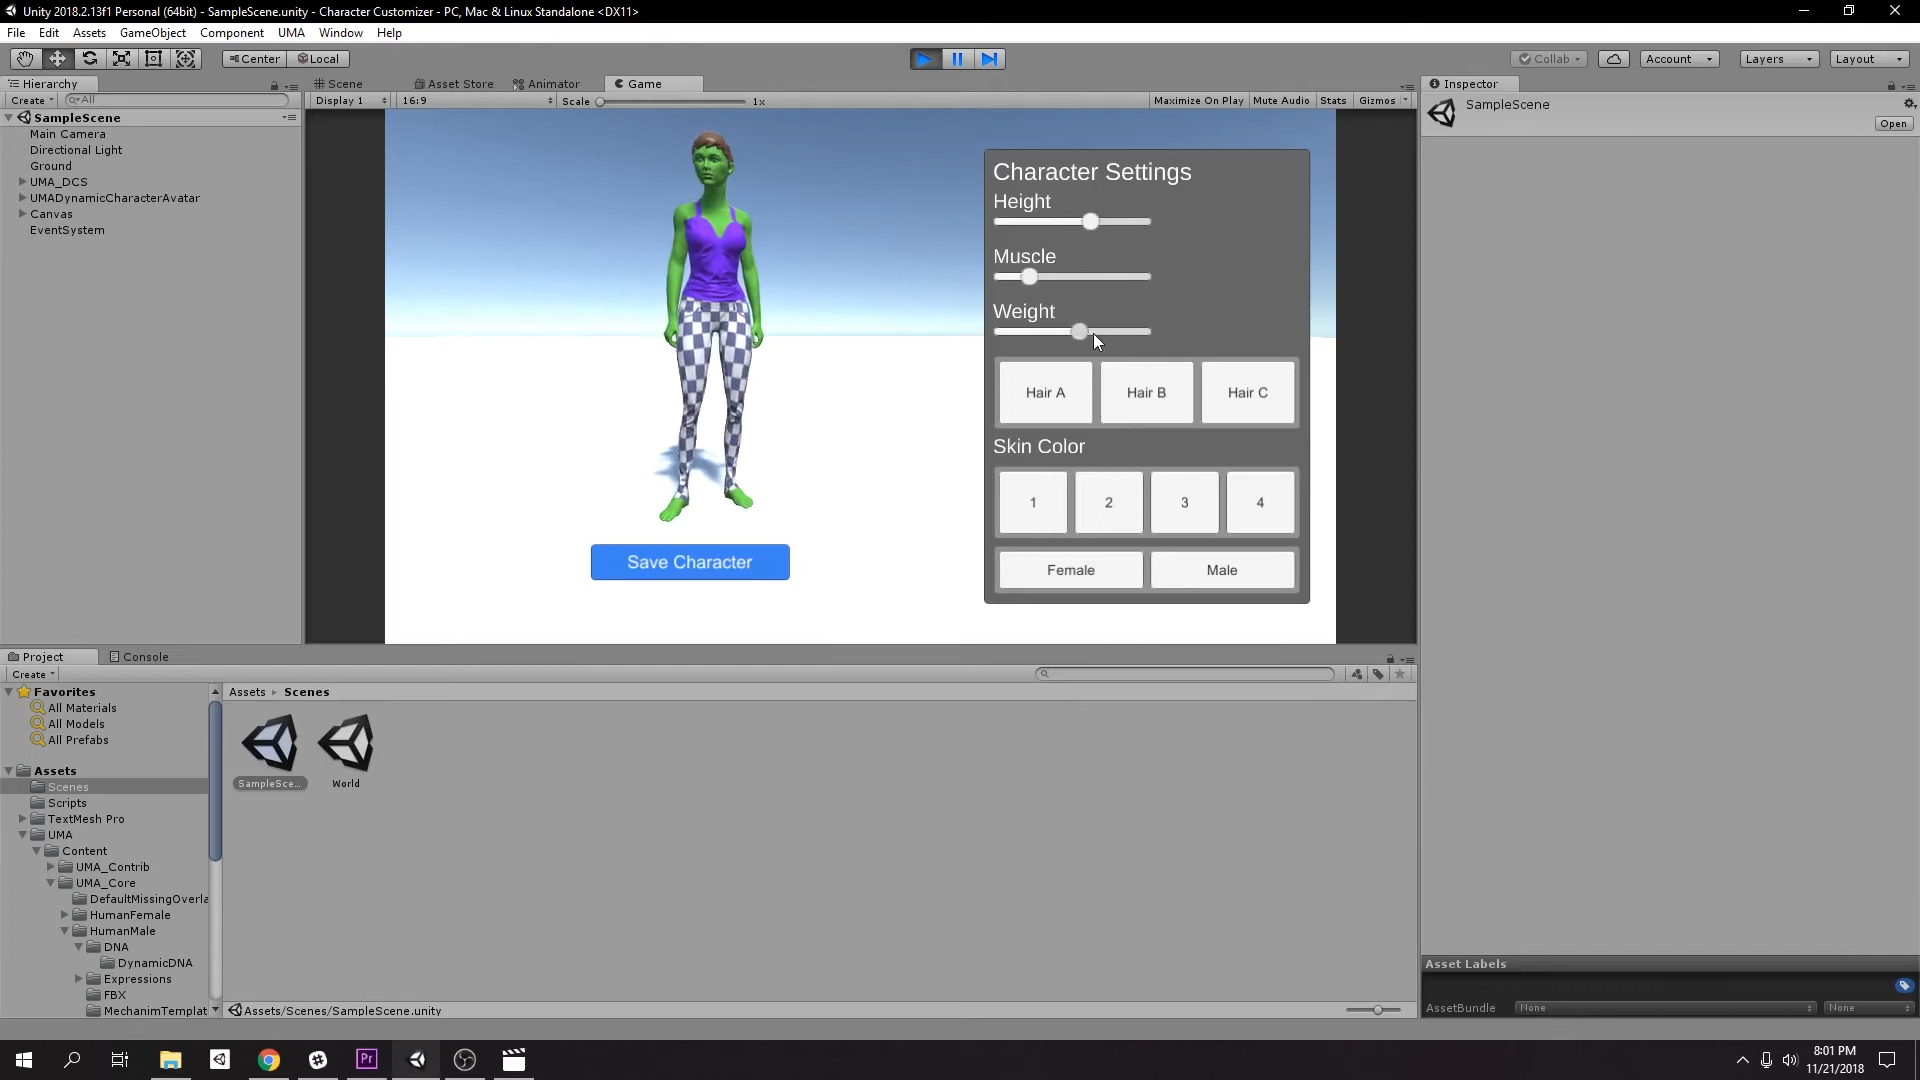 Unity 2018.2.13f1 Personal (64bit) - SampleScene.unity - Character Customizer - PC, Mac & Linux Standalone <DX11>
File Edit Assets GameObject Component UMA Window Help
Center Local Collab Account Layers Layout
Hierarchy Scene Asset Store Animator Game Inspector
Create All Display 1 16:9 Scale 1x Maximize On Play Mute Audio Stats Gizmos SampleScene
Open
SampleScene
Main Camera
Directional Light
Ground
UMA_DCS
UMADynamicCharacterAvatar
Canvas
EventSystem
Character Settings
Height
Muscle
Weight
Hair A Hair B Hair C
Skin Color
1 2 3 4
Female Male
Save Character
Project Console
Create
Favorites
All Materials
All Models
All Prefabs
Assets
Scenes
Scripts
TextMesh Pro
UMA
Content
UMA_Contrib
UMA_Core
DefaultMissingOverla
HumanFemale
HumanMale
DNA
DynamicDNA
Expressions
FBX
MechanimTemplat
Assets Scenes
SampleSce... World
Assets/Scenes/SampleScene.unity
Asset Labels
AssetBundle None None
Pr
8:01 PM
11/21/2018